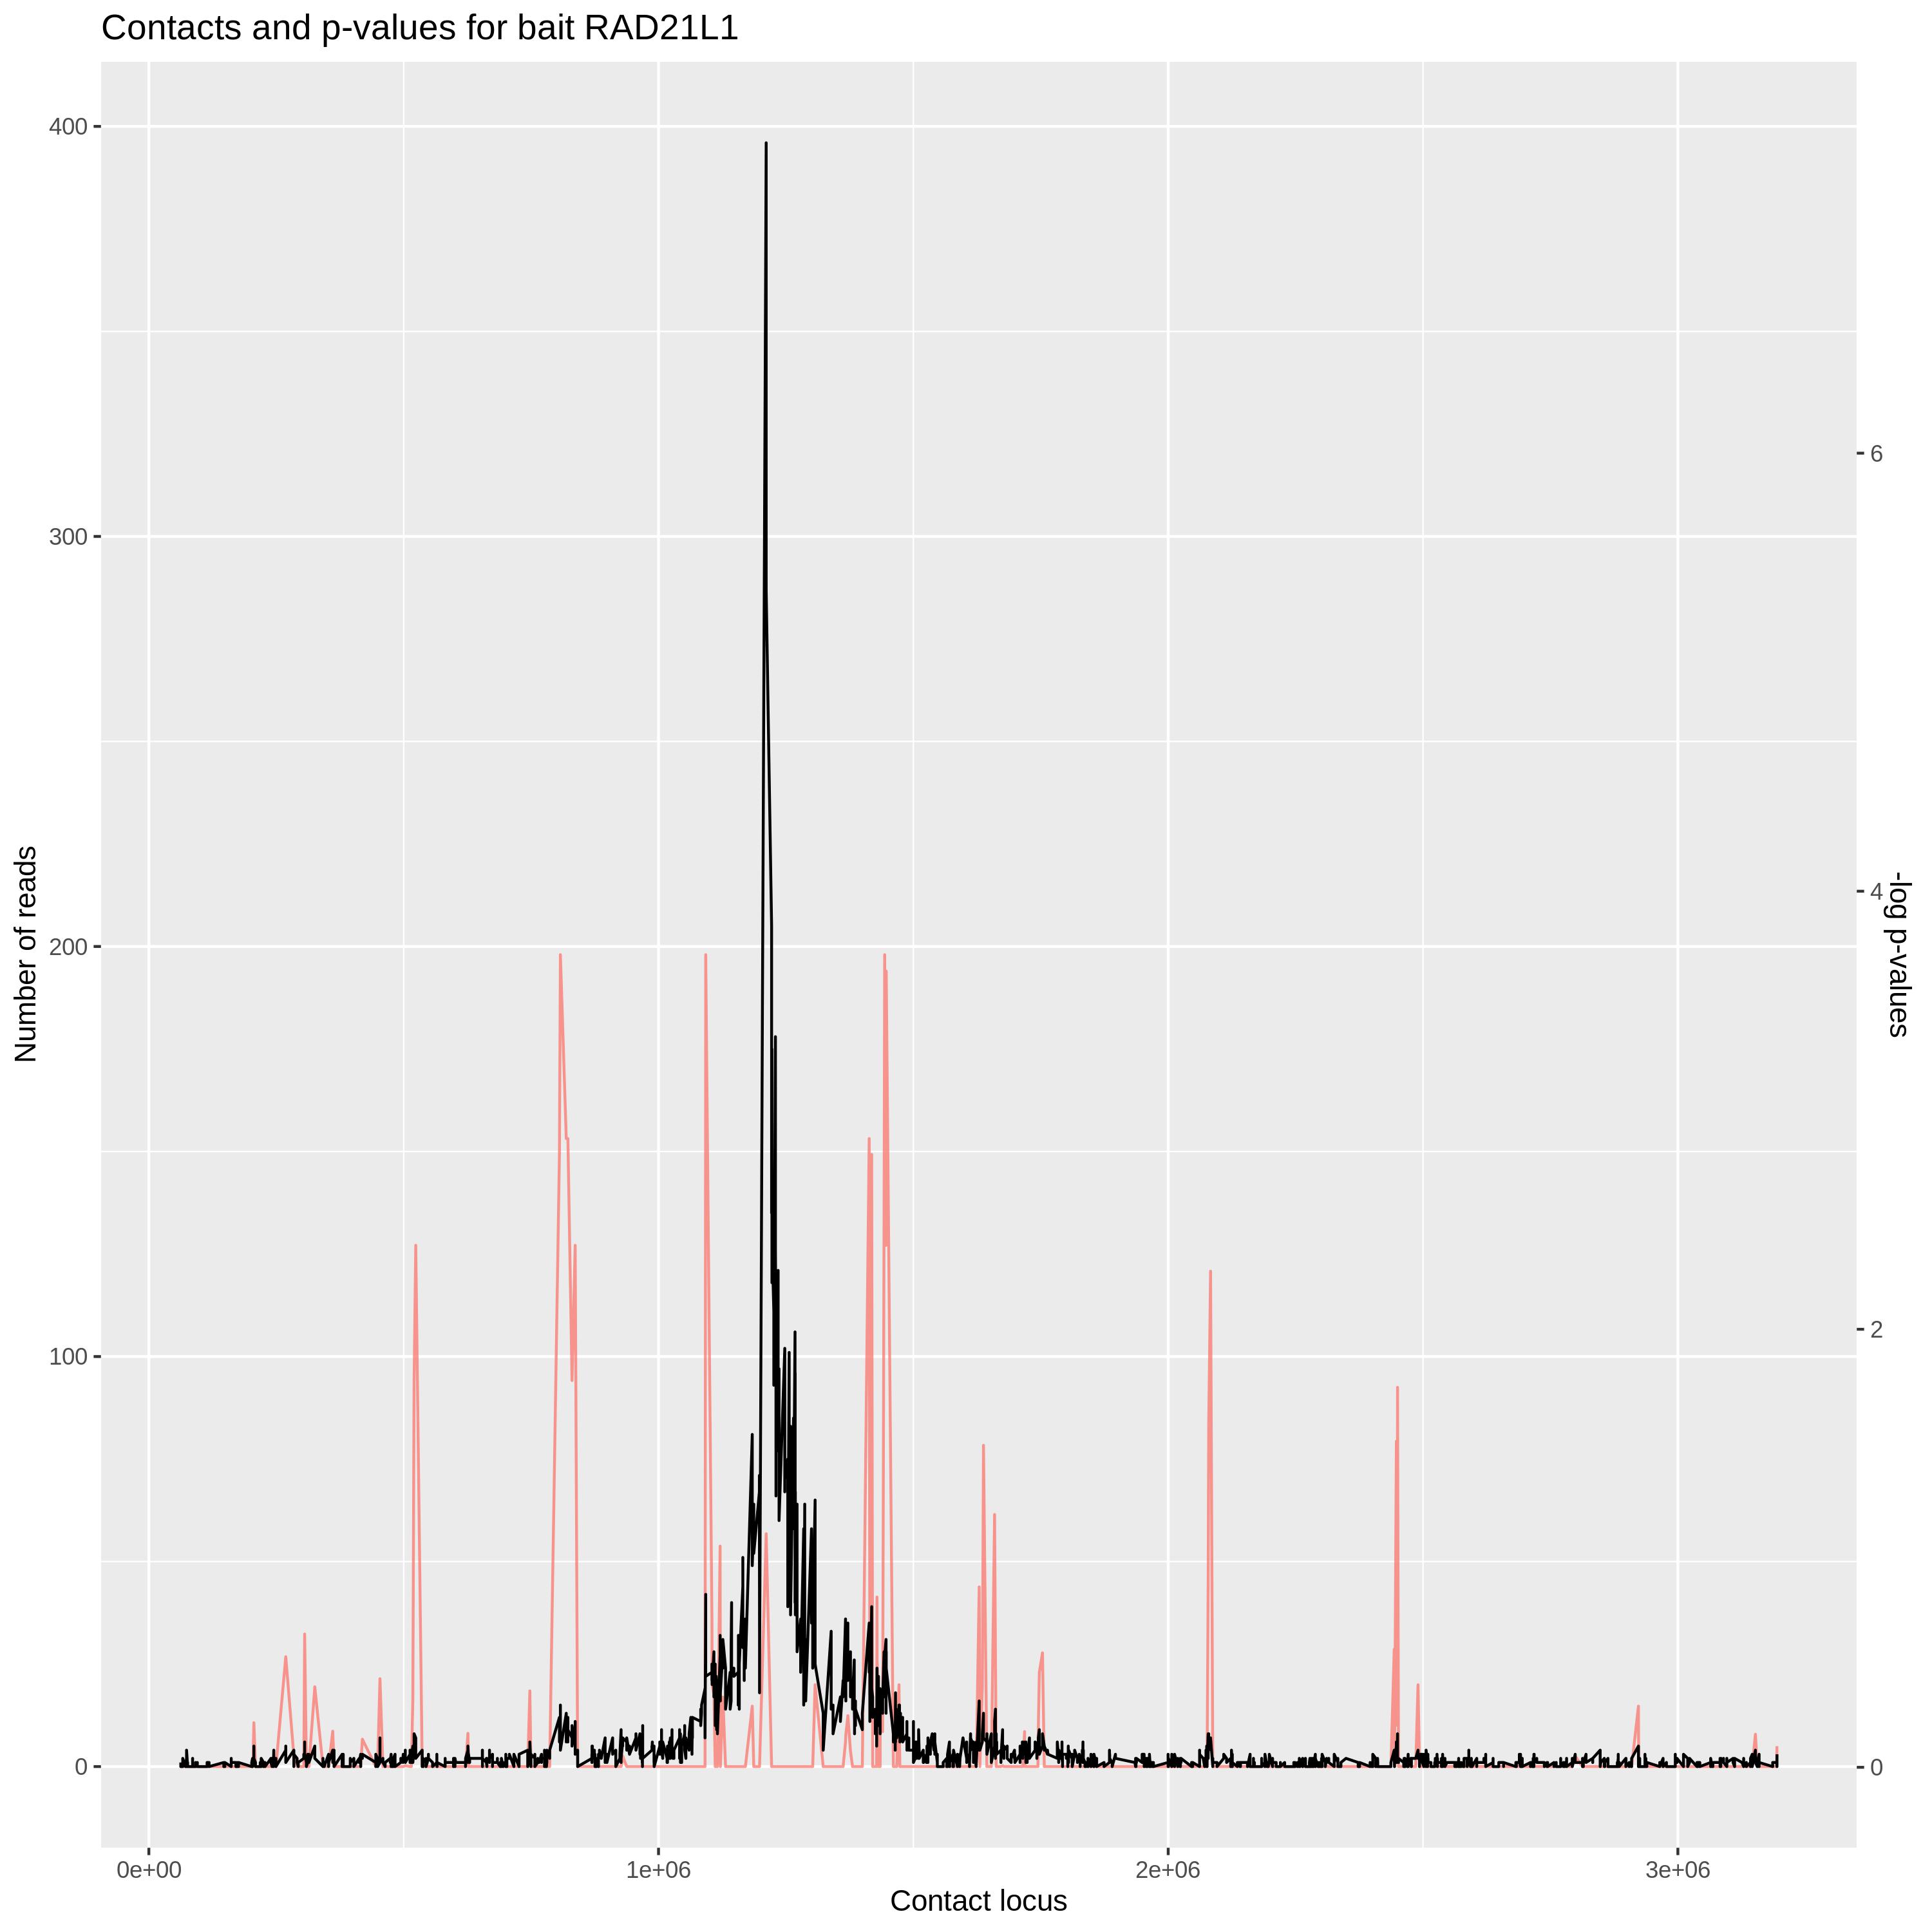 Contacts and p-values for bait RAD21L1
400
300
200
100
0
Number of reads
6
4
2
0
-log p-values
0e+00 1e+06 2e+06 3e+06
Contact locus